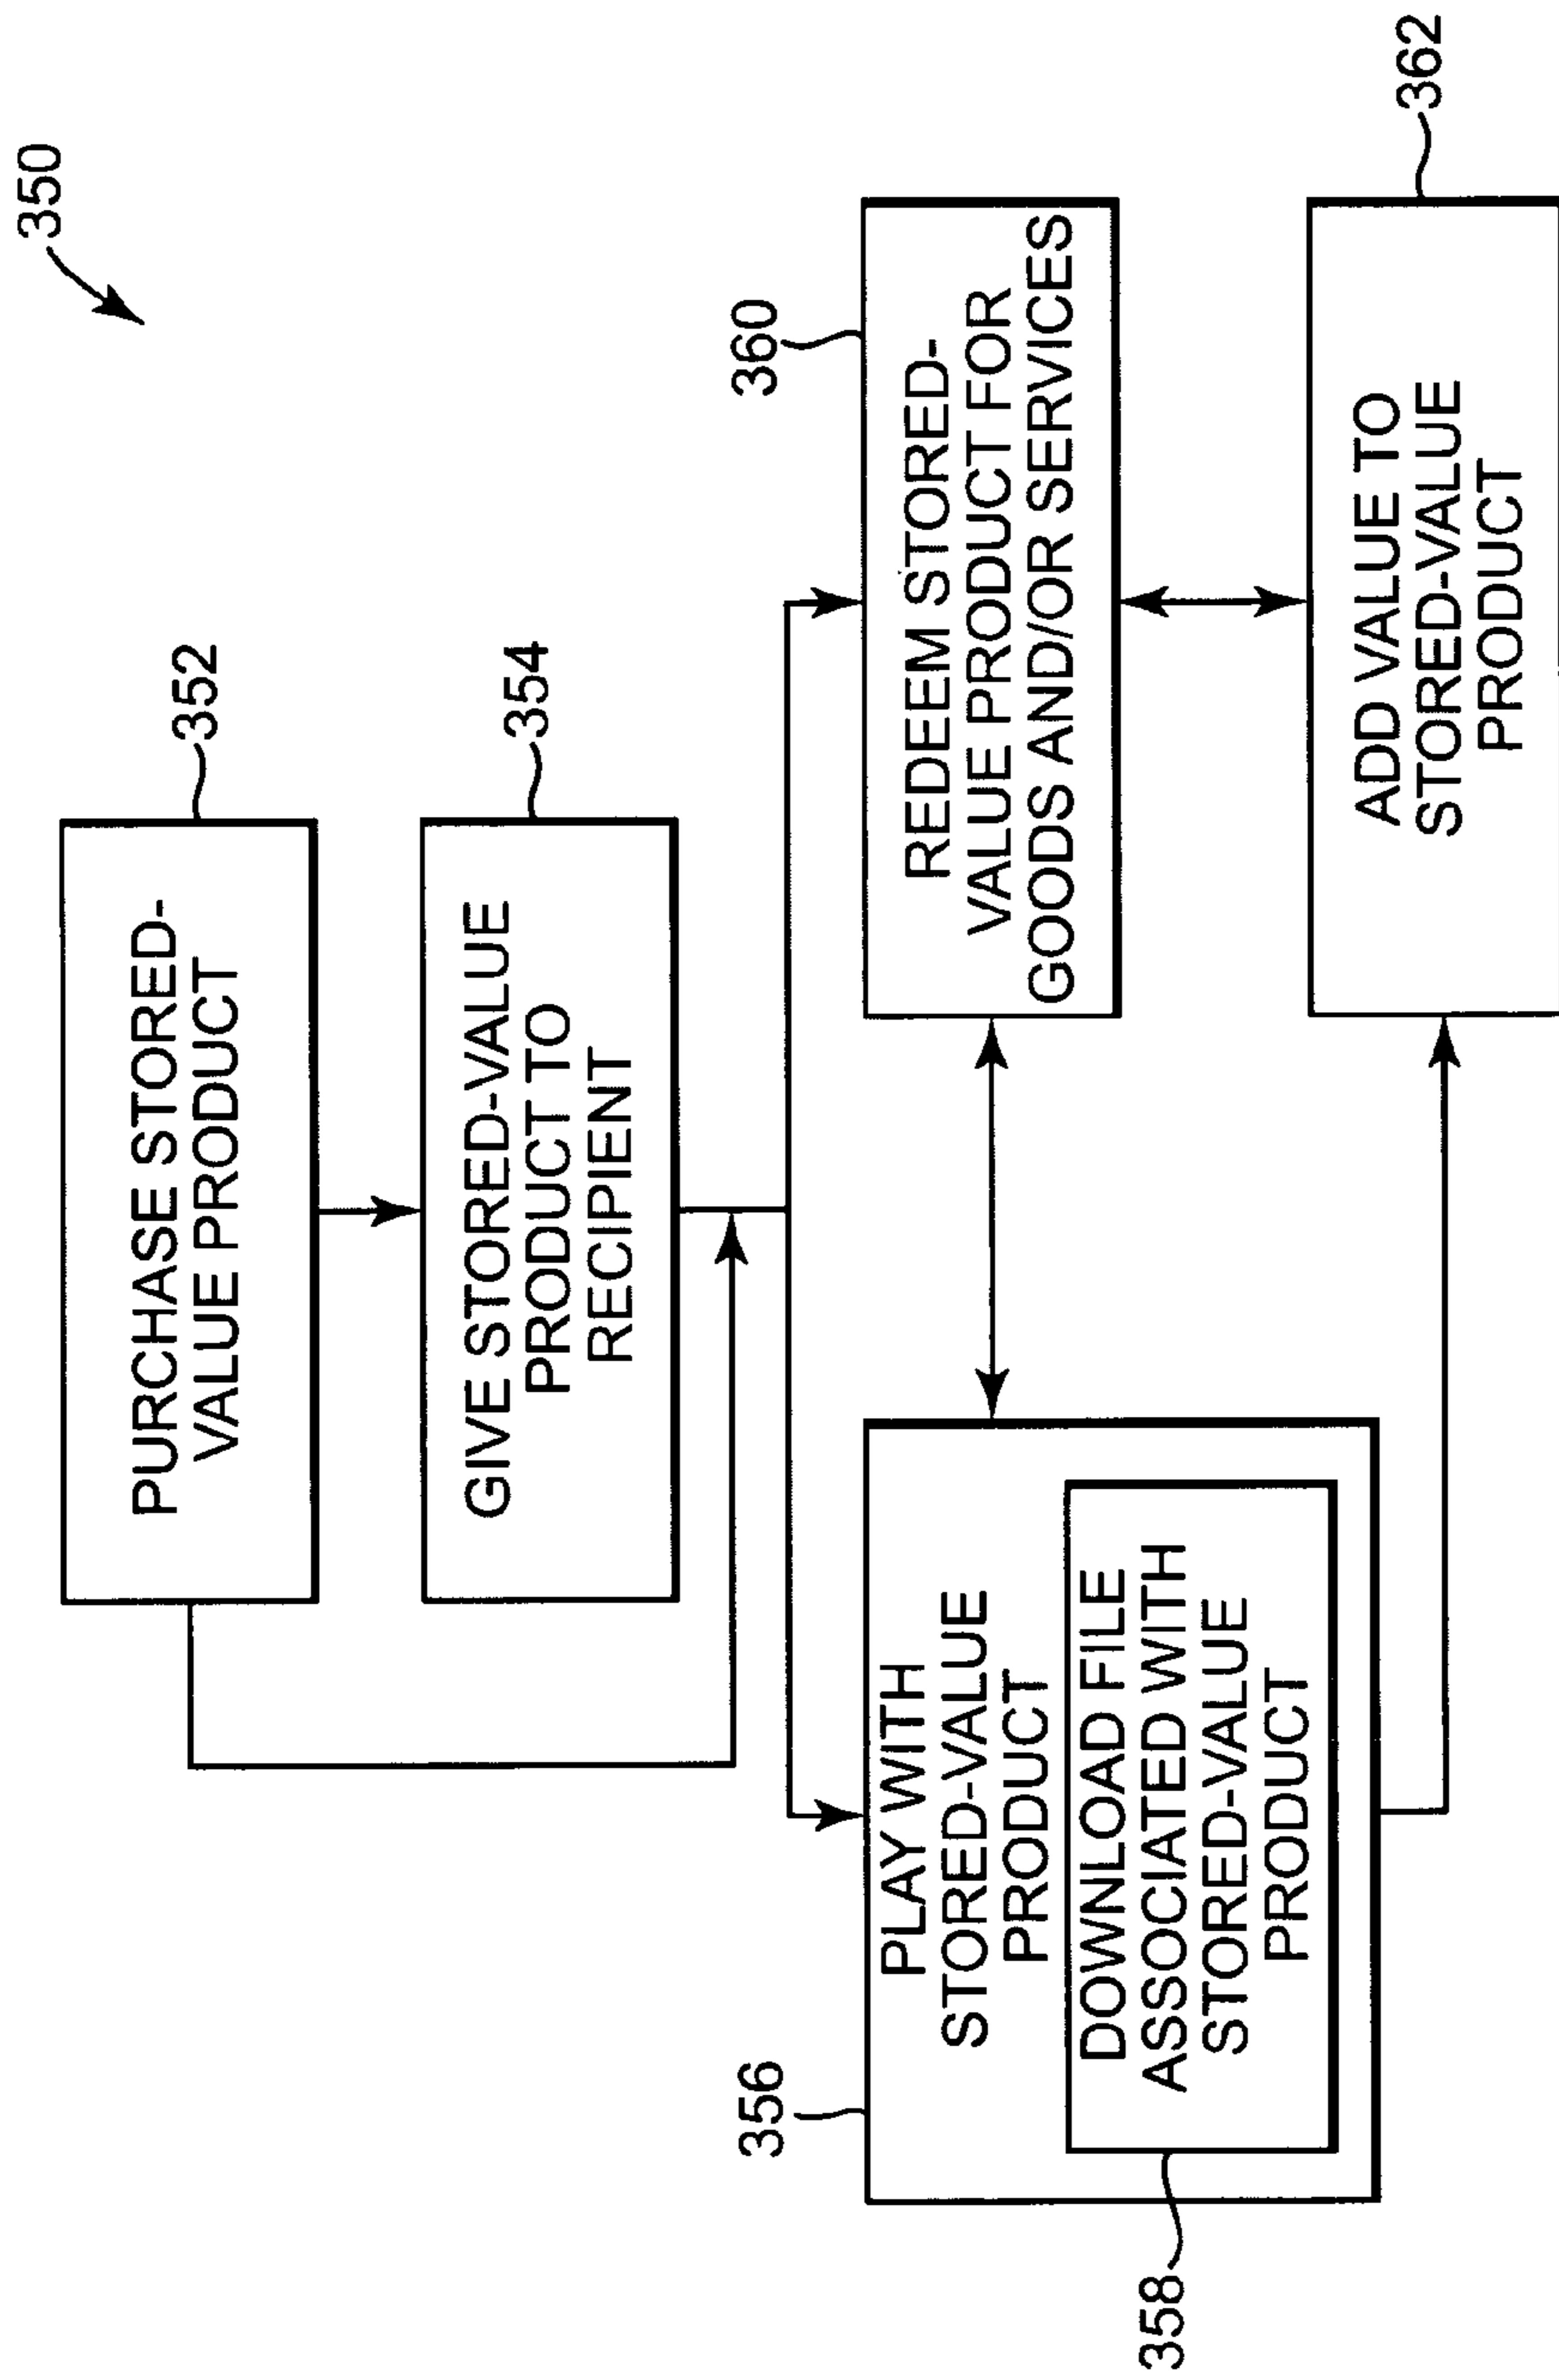 350
352
PURCHASE STORED-
VALUE PRODUCT
354
GIVE STORED-VALUE
PRODUCT TO
RECIPIENT
356
PLAY WITH
STORED-VALUE
PRODUCT
358
DOWNLOAD FILE
ASSOCIATED WITH
STORED-VALUE
PRODUCT
360
REDEEM STORED-
VALUE PRODUCT FOR
GOODS AND/OR SERVICES
362
ADD VALUE TO
STORED-VALUE
PRODUCT